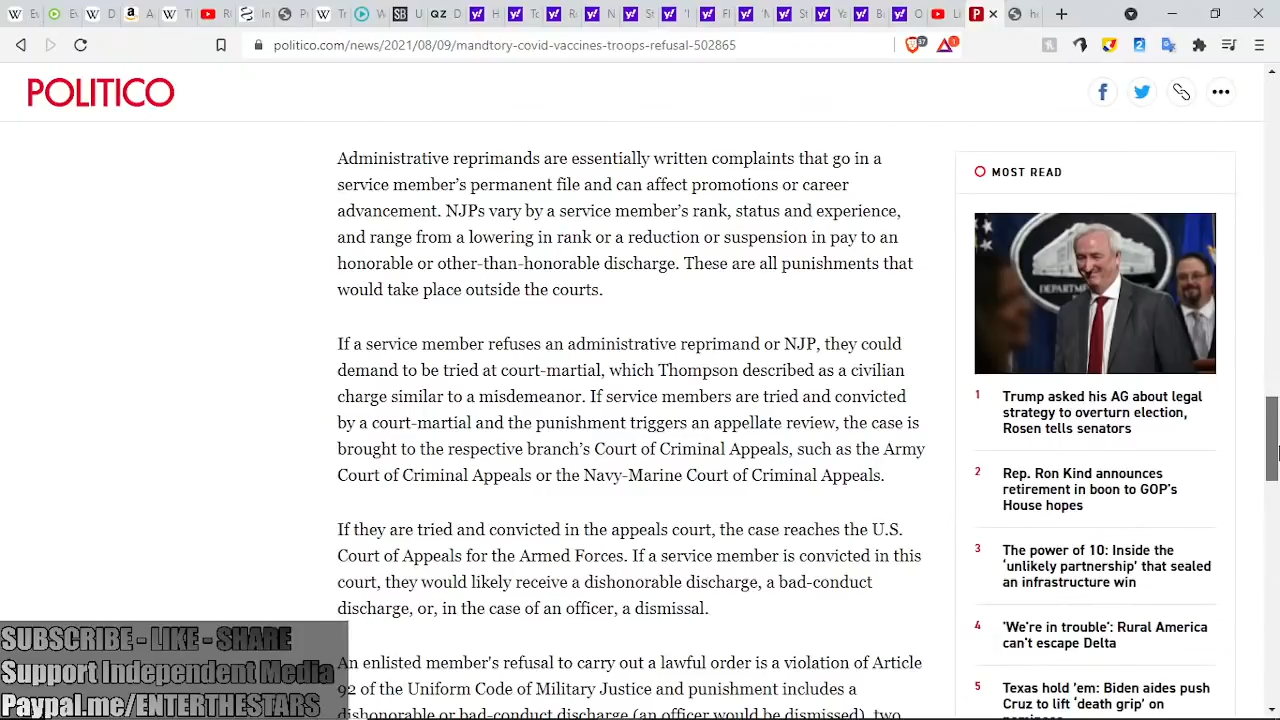 politico.com/news/2021/08/09/mandtory-covid-vaccines-troops-refusal-502865
POLITICO
Administrative reprimands are essentially written complaints that go in a
service member's permanent file and can affect promotions or career
advancement. NJPs vary by a service member's rank, status and experience,
and range from a lowering in rank or a reduction or suspension in pay to an
honorable or other-than-honorable discharge. These are all punishments that
would take place outside the courts.
If a service member refuses an administrative reprimand or NJP, they could
demand to be tried at court-martial, which Thompson described as a civilian
charge similar to a misdemeanor. If service members are tried and convicted
by a court-martial and the punishment triggers an appellate review, the case is
brought to the respective branch's Court of Criminal Appeals, such as the Army
Court of Criminal Appeals or the Navy-Marine Court of Criminal Appeals.
If they are tried and convicted in the appeals court, the case reaches the U.S.
Court of Appeals for the Armed Forces. If a service member is convicted in this
court, they would likely receive a dishonorable discharge, a bad-conduct
discharge, or, in the case of an officer, a dismissal.
An enlisted member's refusal to carry out a lawful order is a violation of Article
92 of the Uniform Code of Military Justice and punishment includes a
dishonorable or bad-conduct discharge (an officer would be dismissed), two
MOST READ
1
Trump asked his AG about legal
strategy to overturn election,
Rosen tells senators
2
Rep. Ron Kind announces
retirement in boon to GOP's
House hopes
3
The power of 10: Inside the
'unlikely partnership' that sealed
an infrastructure win
4
'We're in trouble': Rural America
can't escape Delta
5
Texas hold 'em: Biden aides push
Cruz to lift 'death grip' on
SUBSCRIBE - LIKE - SHARE
Support Independent Media
Paypal.me/ENTERTHESTARS